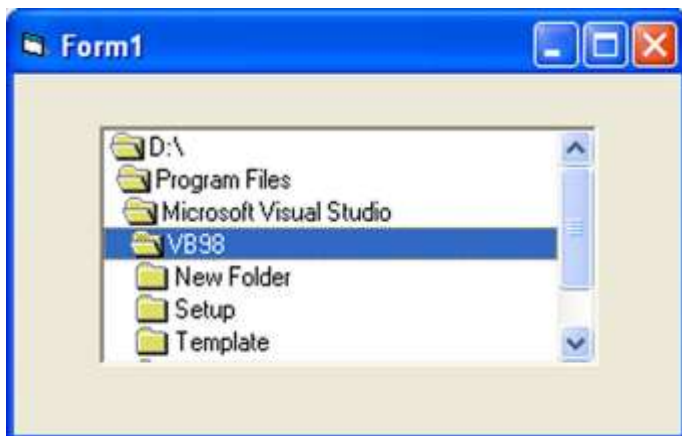 Form1
D:\
Program Files
Microsoft Visual Studio
VB98
New Folder
Setup
Template